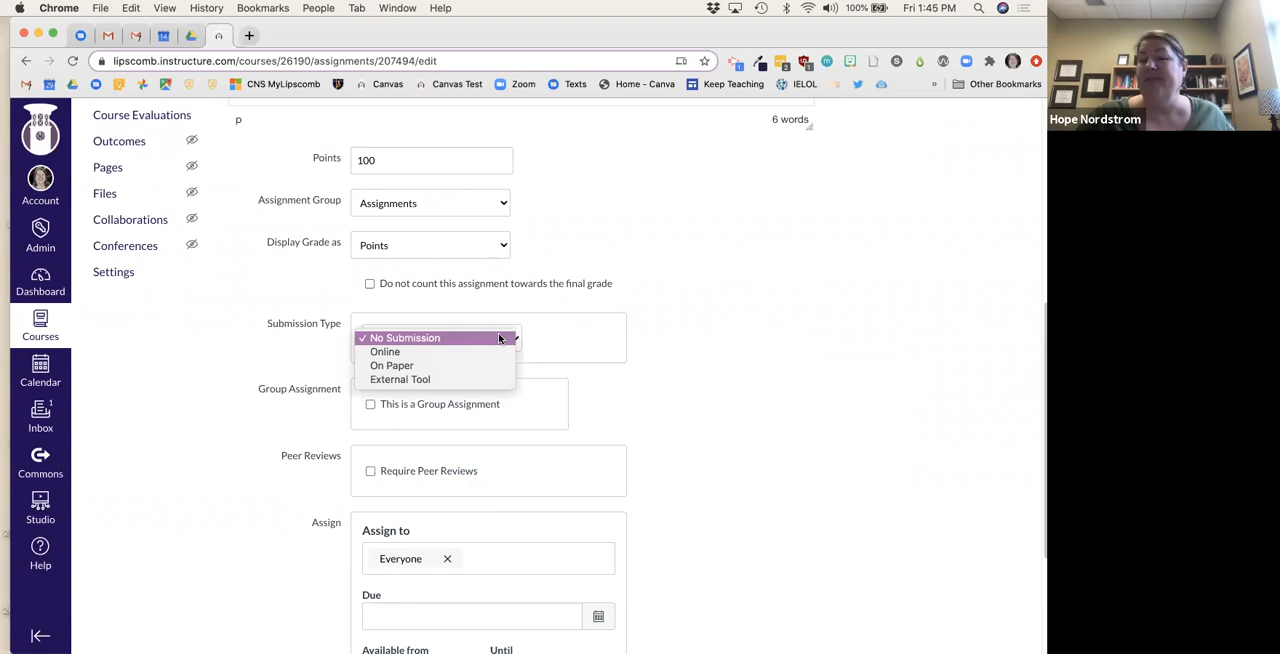 Chrome File Edit View History Bookmarks People Tab Window Help
100% Fri 1:45 PM
lipscomb.instructure.com/courses/26190/assignments/207494/edit
CNS MyLipscomb Canvas Canvas Test Zoom Texts Home - Canva Keep Teaching IELOL » Other Bookmarks
Hope Nordstrom
Account
Admin
Dashboard
Courses
Calendar
1
Inbox
Commons
Studio
Help
Course Evaluations
Outcomes
Pages
Files
Collaborations
Conferences
Settings
p 6 words
Points 100
Assignment Group Assignments
Display Grade as Points
Do not count this assignment towards the final grade
Submission Type
✓ No Submission
Online
On Paper
External Tool
Group Assignment
This is a Group Assignment
Peer Reviews
Require Peer Reviews
Assign
Assign to
Everyone
Due
Available from Until